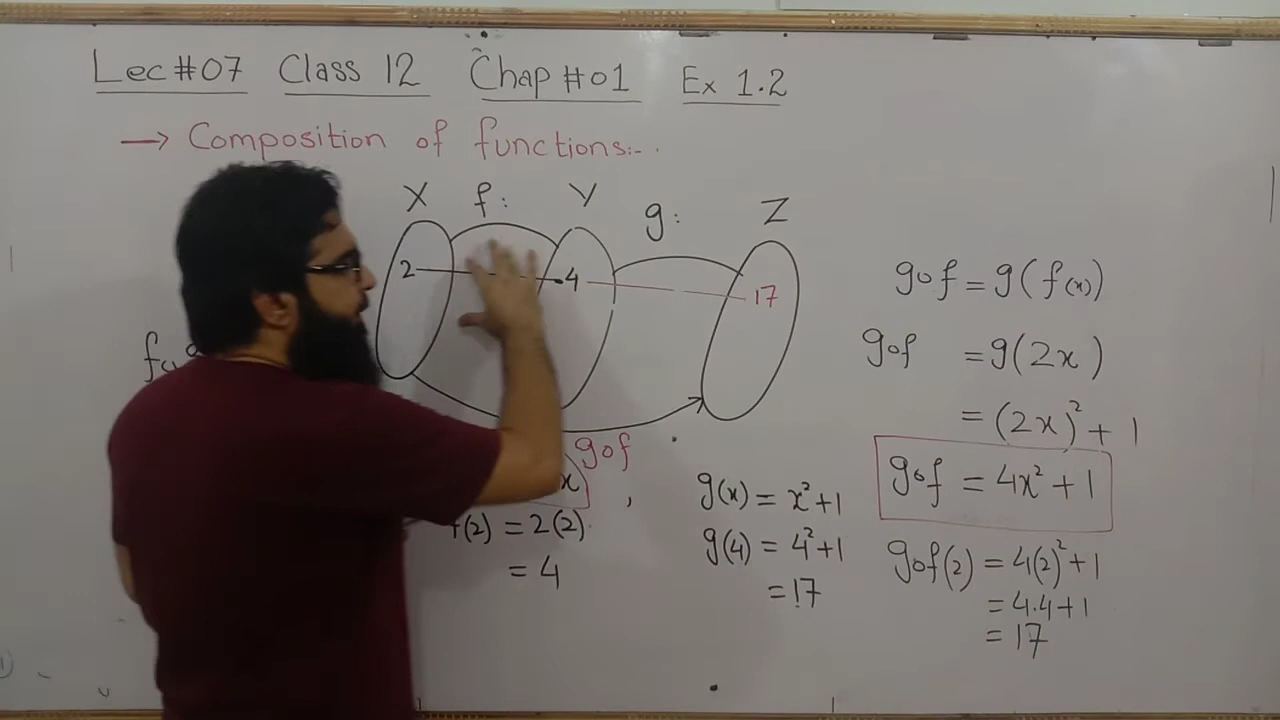 Lec#07 Class 12 Chap#01 Ex 1.2
→ Composition of functions:-
X f: Y g: Z
2 4 17
gof
x ,
f(2) = 2(2)
= 4
g(x) = x²+1
g(4) = 4²+1
= 17
gof = g(f(x))
gof = g(2x)
= (2x)² + 1
gof = 4x² + 1
gof(2) = 4(2)² + 1
= 4.4+1
= 17